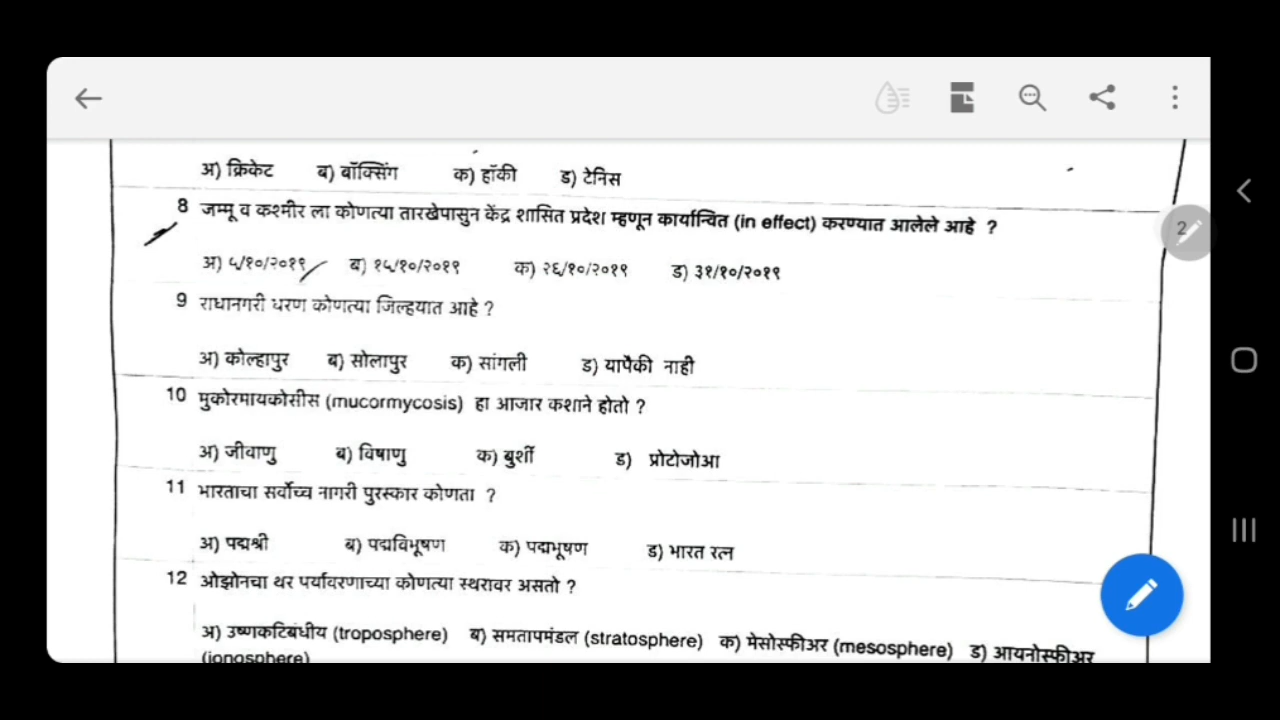 अ) क्रिकेट ब) बॉक्सिंग क) हॉकी ड) टेनिस
8 जम्मू व कश्मीर ला कोणत्या तारखेपासुन केंद्र शासित प्रदेश म्हणून कार्यान्वित (in effect) करण्यात आलेले आहे ?
2
अ) ५/१०/२०१९ ब) १५/१०/२०१९ क) २६/१०/२०१९ ड) ३१/१०/२०१९
9 राधानगरी धरण कोणत्या जिल्हयात आहे ?
अ) कोल्हापुर ब) सोलापुर क) सांगली ड) यापैकी नाही
10 मुकोरमायकोसीस (mucormycosis) हा आजार कशाने होतो ?
अ) जीवाणु ब) विषाणु क) बुर्शी ड) प्रोटोजोआ
11 भारताचा सर्वोच्च नागरी पुरस्कार कोणता ?
अ) पद्मश्री ब) पद्मविभूषण क) पद्मभूषण ड) भारत रत्न
12 ओझोनचा थर पर्यावरणाच्या कोणत्या स्थरावर असतो ?
अ) उष्णकटिबंधीय (troposphere) ब) समतापमंडल (stratosphere) क) मेसोस्फीअर (mesosphere) ड) आयनोस्फीअर
(ionosphere)